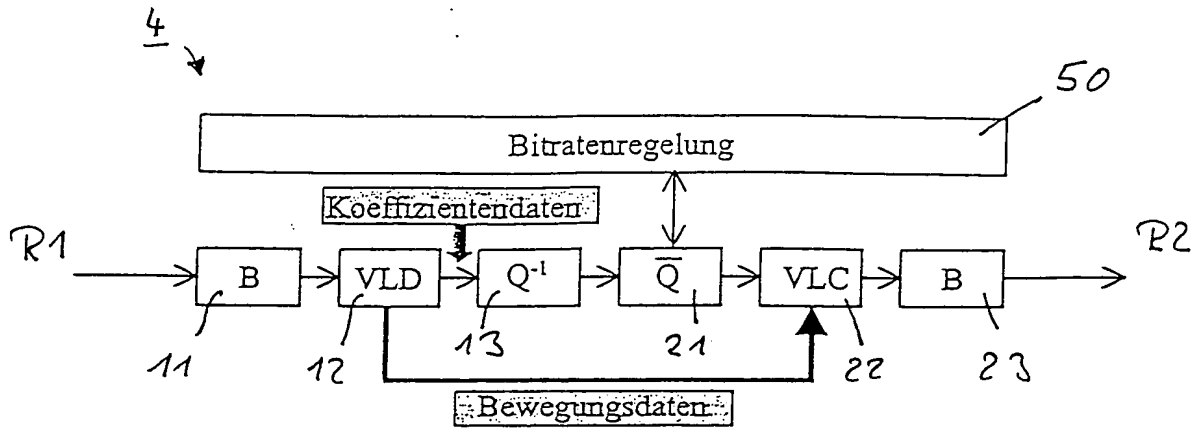 4
50
Bitratenregelung
Koeffizientendaten
R1
R2
B
VLD
Q⁻¹
Q̅
VLC
B
11
12
13
21
22
23
Bewegungsdaten